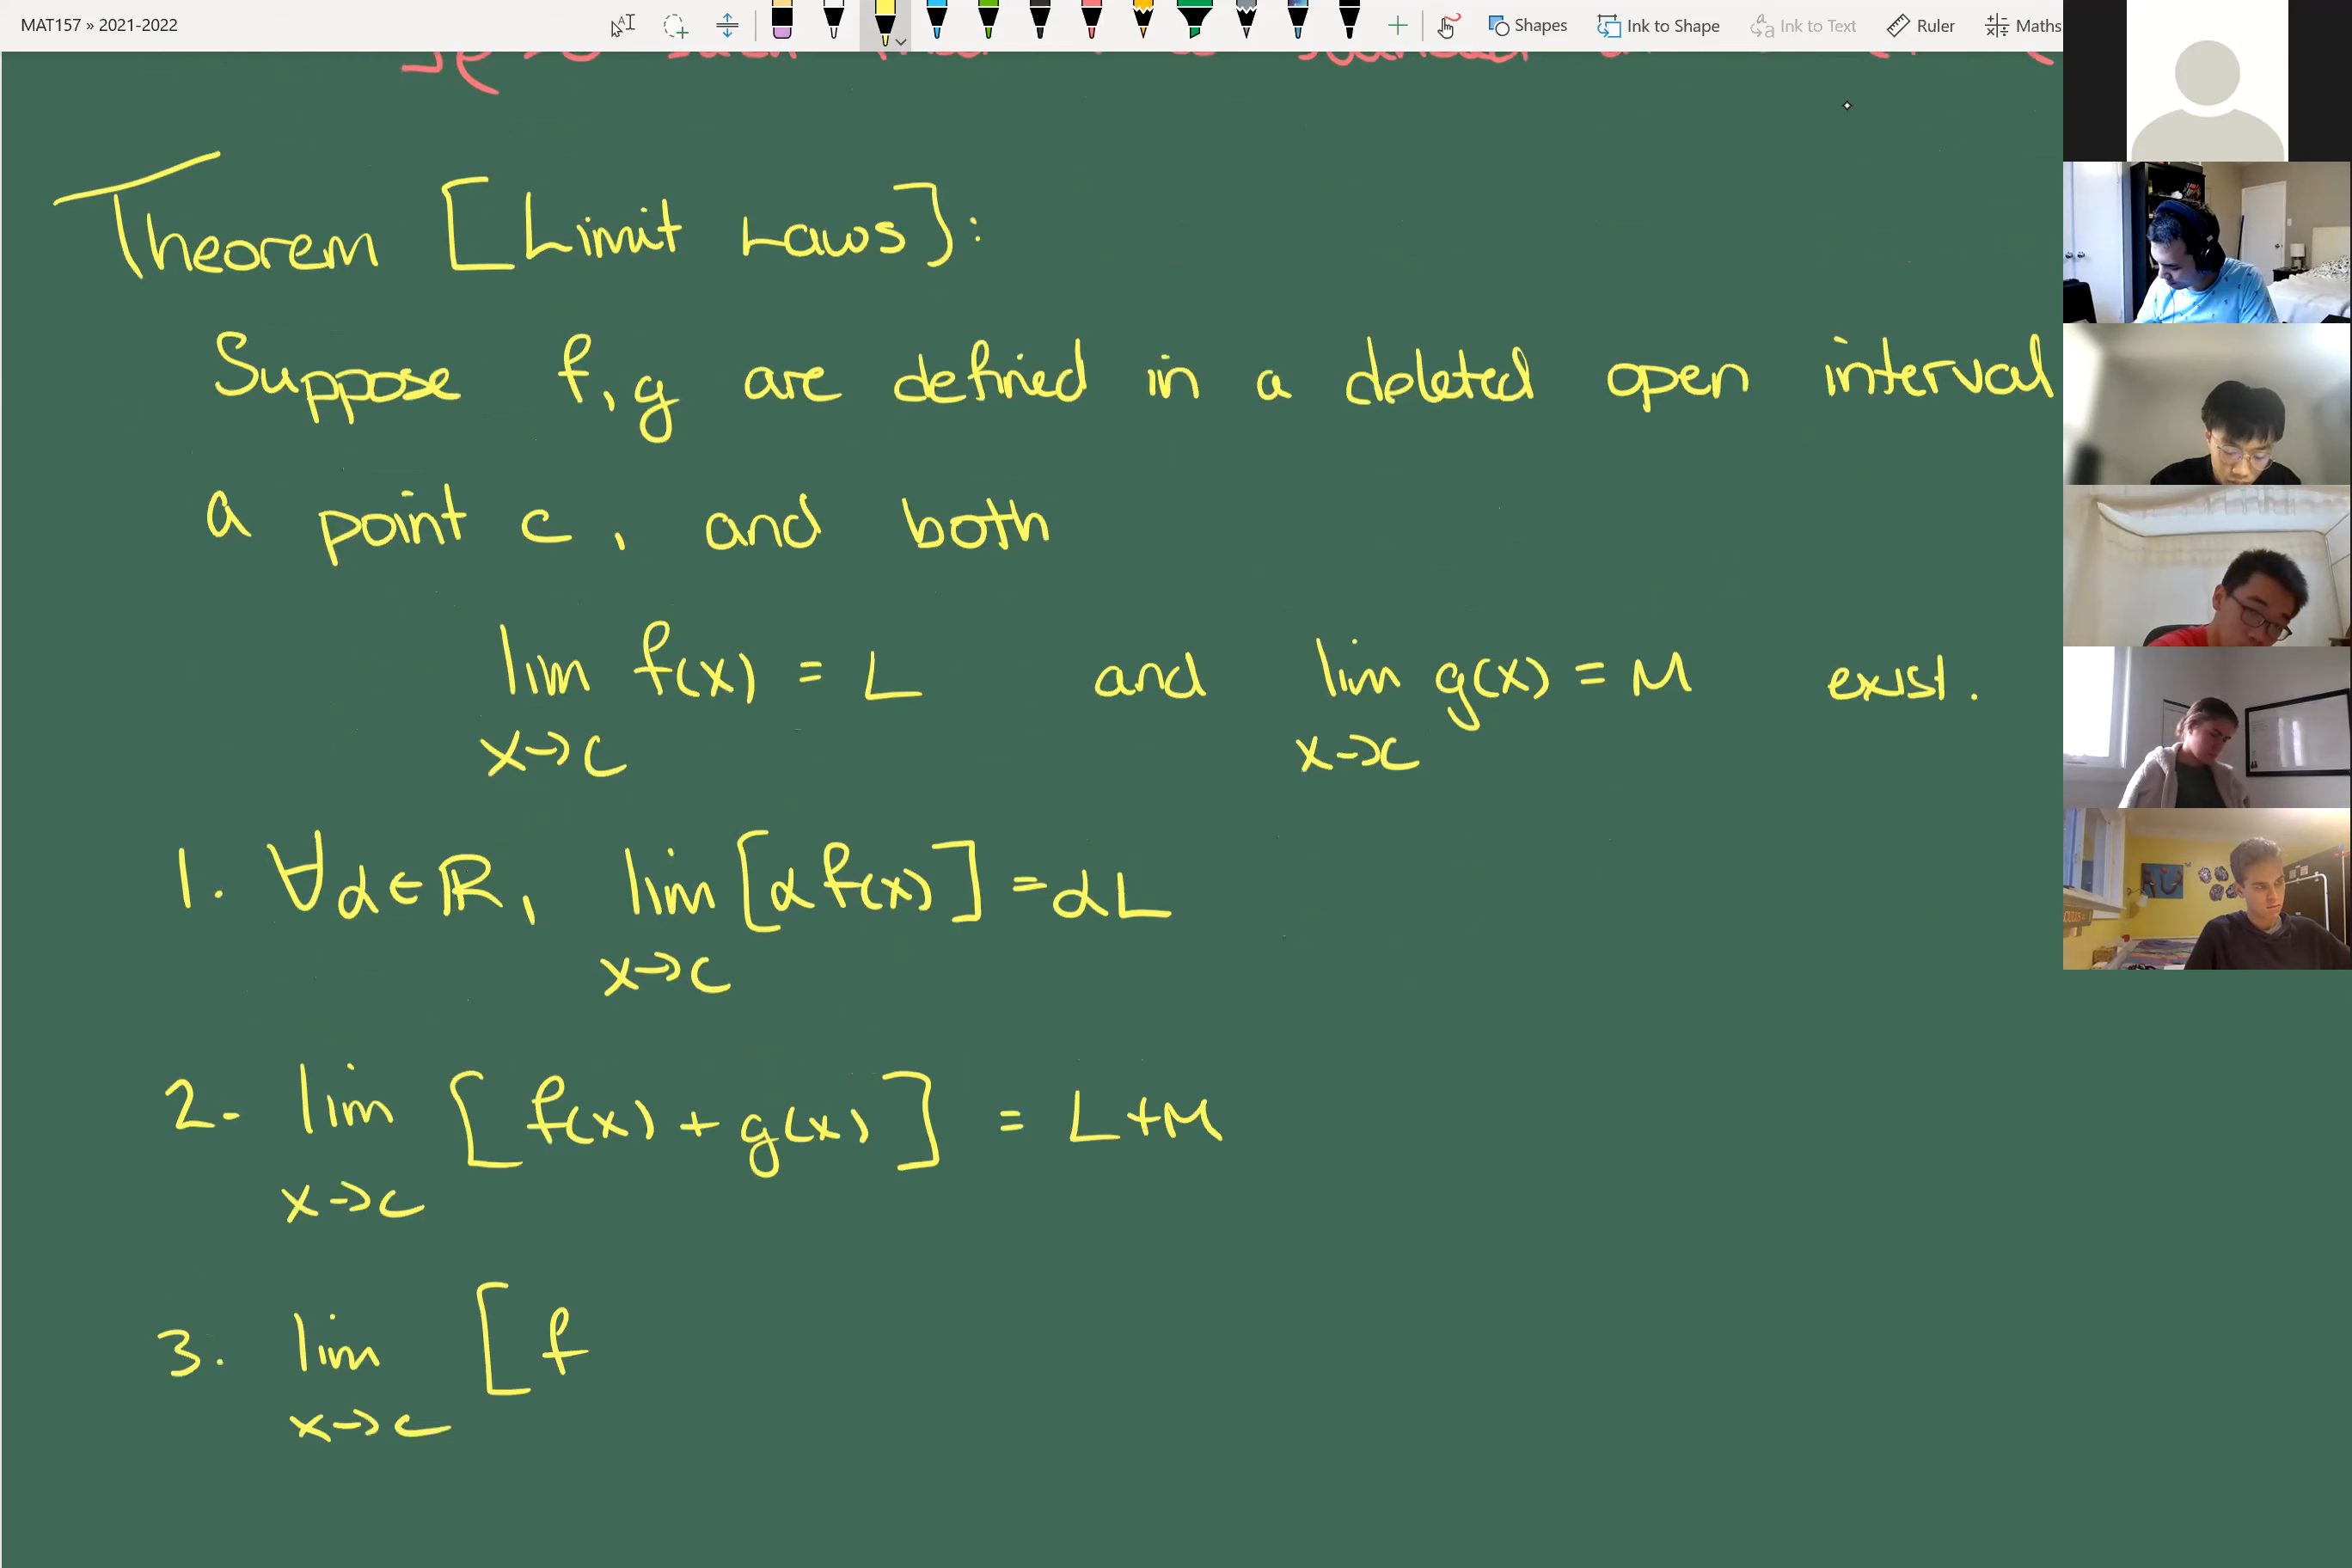 MAT157 » 2021-2022
Shapes Ink to Shape Ink to Text Ruler Maths
Theorem [Limit Laws]:
Suppose f, g are defined in a deleted open interval
a point c, and both
lim f(x) = L and lim g(x) = M exist.
x→c x→c
1. ∀α∈ℝ, lim [αf(x)] = αL
x→c
2- lim [f(x) + g(x)] = L+M
x→c
3. lim [f
x→c